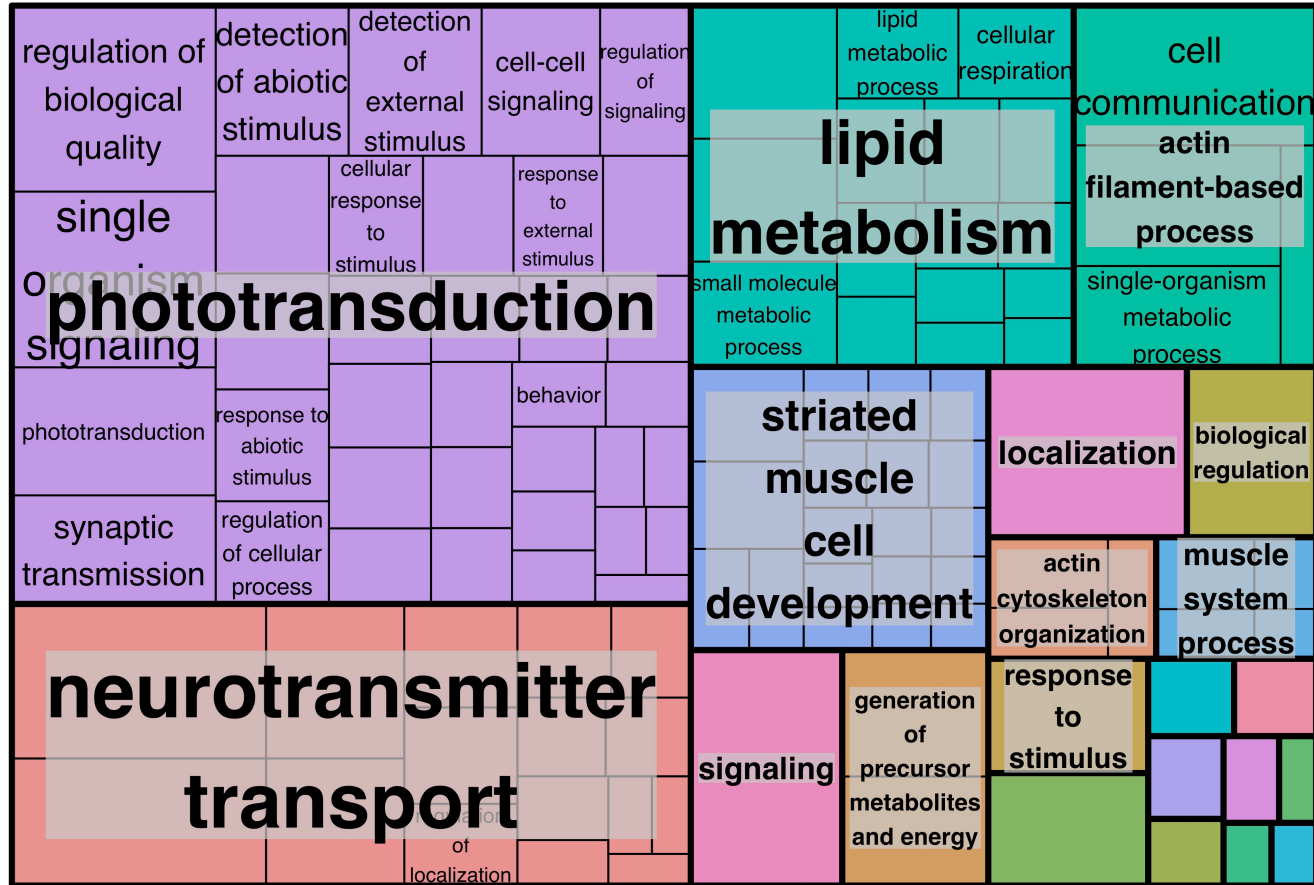 regulation of
biological
quality
detection
of abiotic
stimulus
detection
of
external
stimulus
cell-cell
signaling
regulation
of
signaling
single
organism
signaling
cellular
response
to
stimulus
response
to
external
stimulus
phototransduction
phototransduction
response to
abiotic
stimulus
behavior
synaptic
transmission
regulation
of cellular
process
neurotransmitter
transport
regulation
of
localization
lipid
metabolic
process
cellular
respiration
lipid
metabolism
small molecule
metabolic
process
cell
communication
actin
filament-based
process
single-organism
metabolic
process
striated
muscle
cell
development
localization
biological
regulation
actin
cytoskeleton
organization
muscle
system
process
signaling
generation
of
precursor
metabolites
and energy
response
to
stimulus